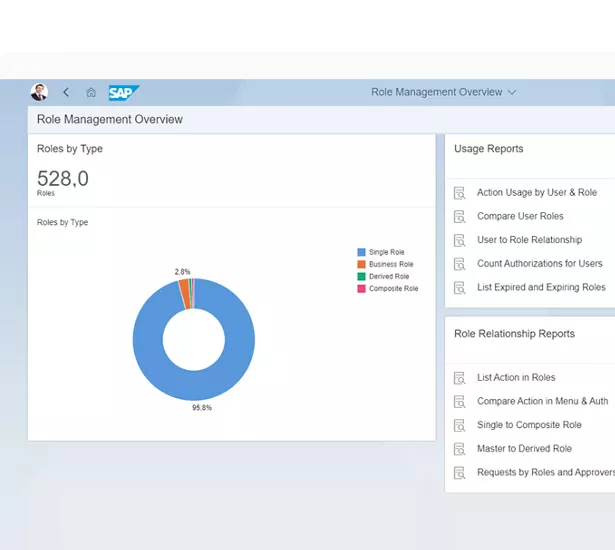 SAP
Role Management Overview
Role Management Overview
Roles by Type
528,0
Roles
Roles by Type
Single Role
Business Role
Derived Role
Composite Role
2.8%
95,8%
Usage Reports
Action Usage by User & Role
Compare User Roles
User to Role Relationship
Count Authorizations for Users
List Expired and Expiring Roles
Role Relationship Reports
List Action in Roles
Compare Action in Menu & Auth
Single to Composite Role
Master to Derived Role
Requests by Roles and Approvers